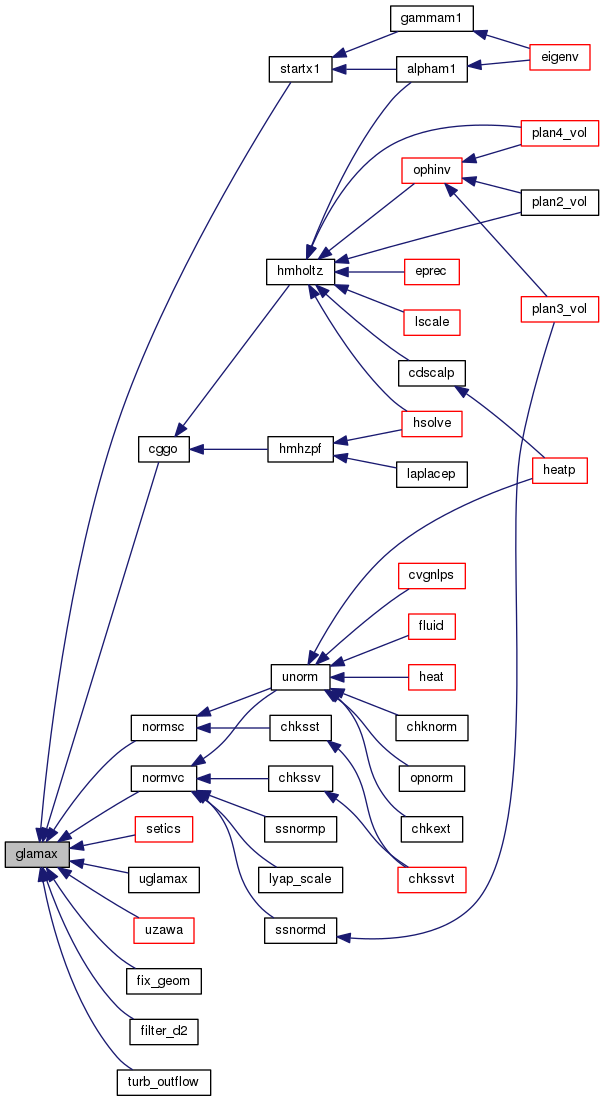 gammam1
startx1
alpham1
eigenv
plan4_vol
ophinv
plan2_vol
hmholtz
eprec
plan3_vol
lscale
cdscalp
hsolve
cggo
hmhzpf
laplacep
heatp
cvgnlps
fluid
unorm
heat
normsc
chksst
chknorm
normvc
chkssv
opnorm
setics
ssnormp
chkext
glamax
uglamax
lyap_scale
chkssvt
uzawa
ssnormd
fix_geom
filter_d2
turb_outflow